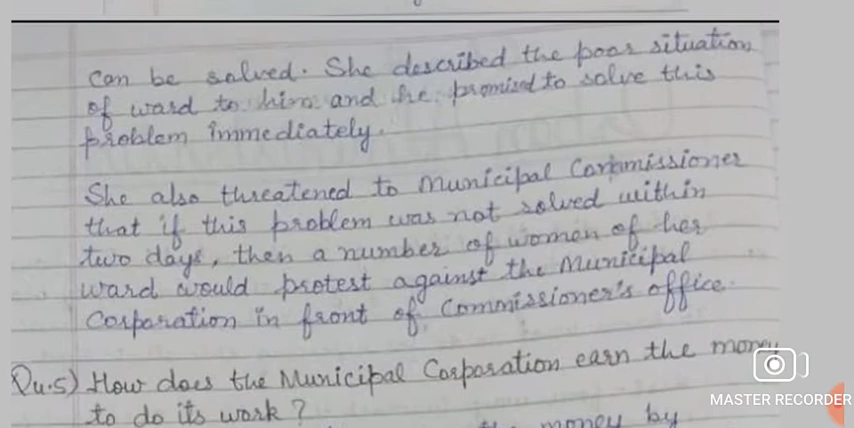 can be solved. She described the poor situation
of ward to him and he promised to solve this
problem immediately.
She also threatened to Municipal Commissioner
that if this problem was not solved within
two days, then a number of women of her
ward would protest against the Municipal
Corporation in front of Commissioner's office.
Qu.5) How does the Municipal Corporation earn the money
to do its work?
money by
MASTER RECORDER